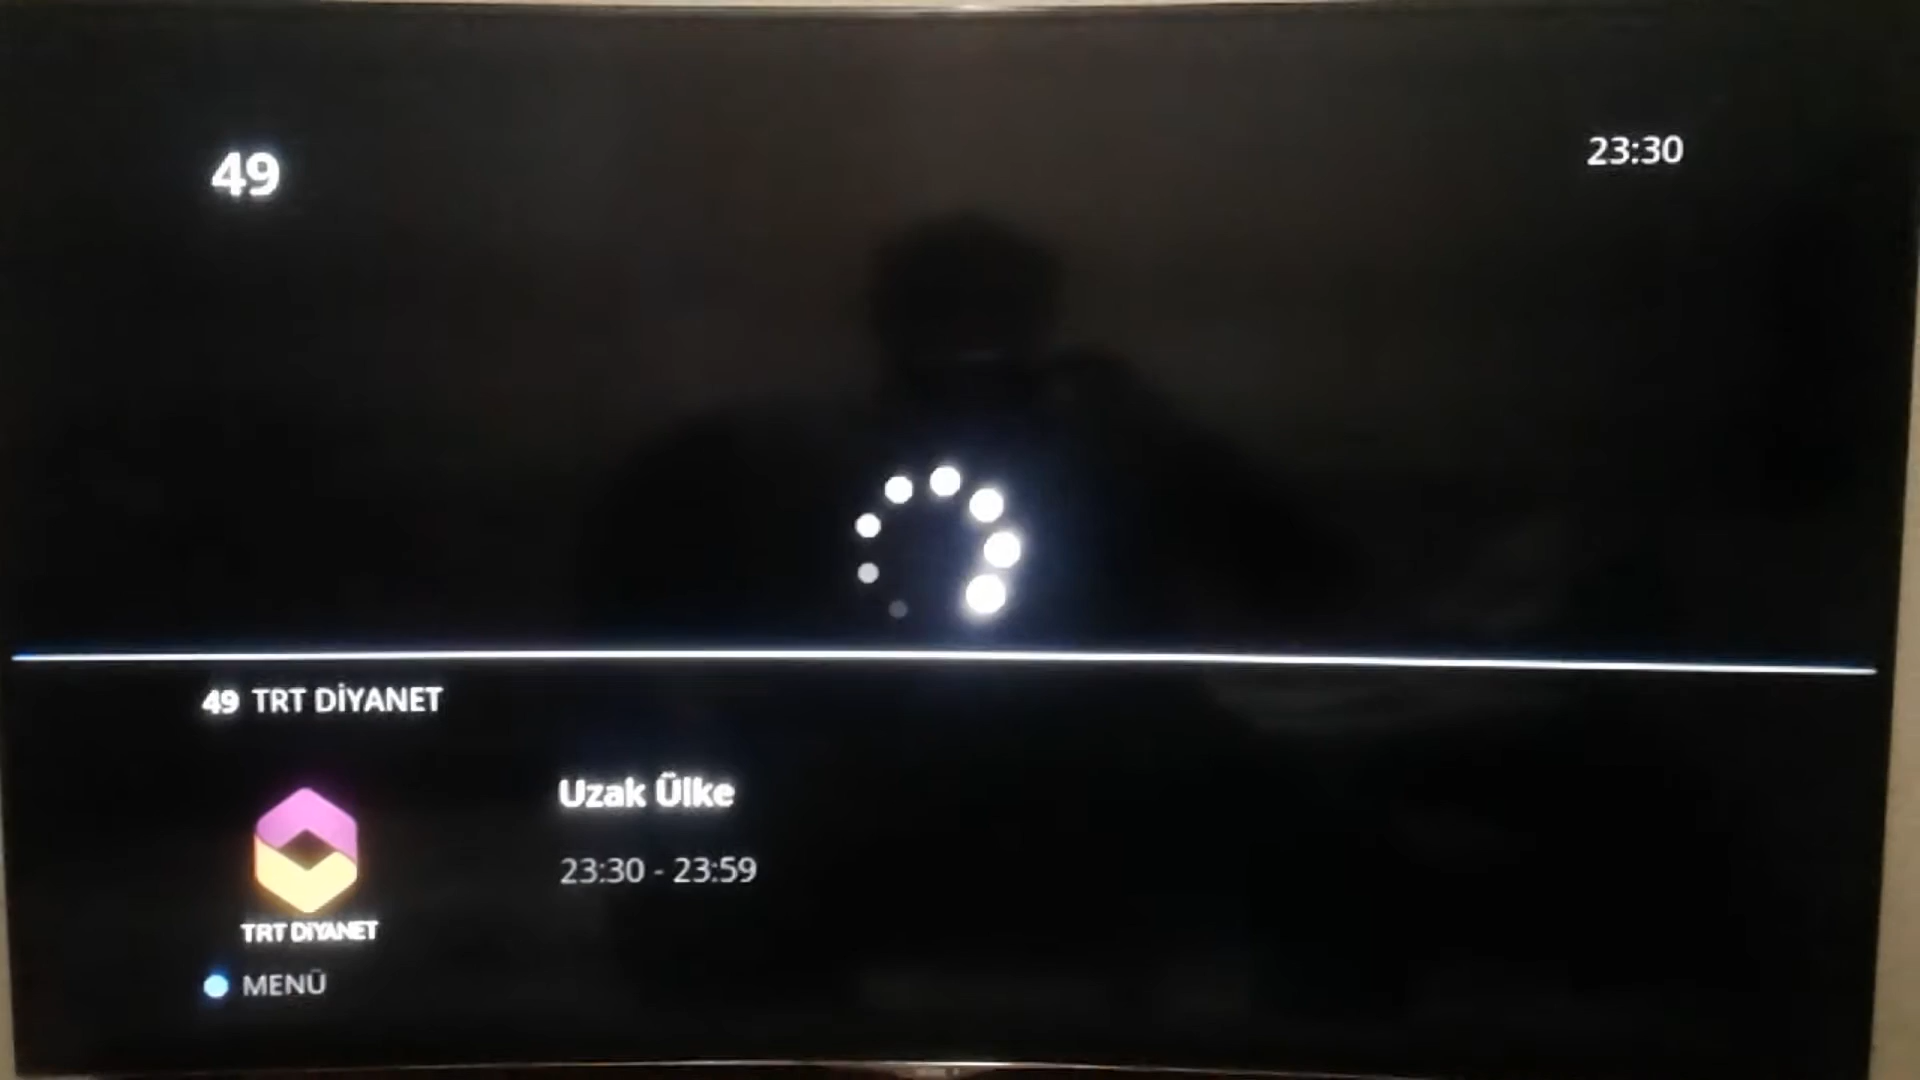 49
23:30
49 TRT DİYANET
Uzak Ülke
23:30 - 23:59
TRT DİYANET
MENÜ